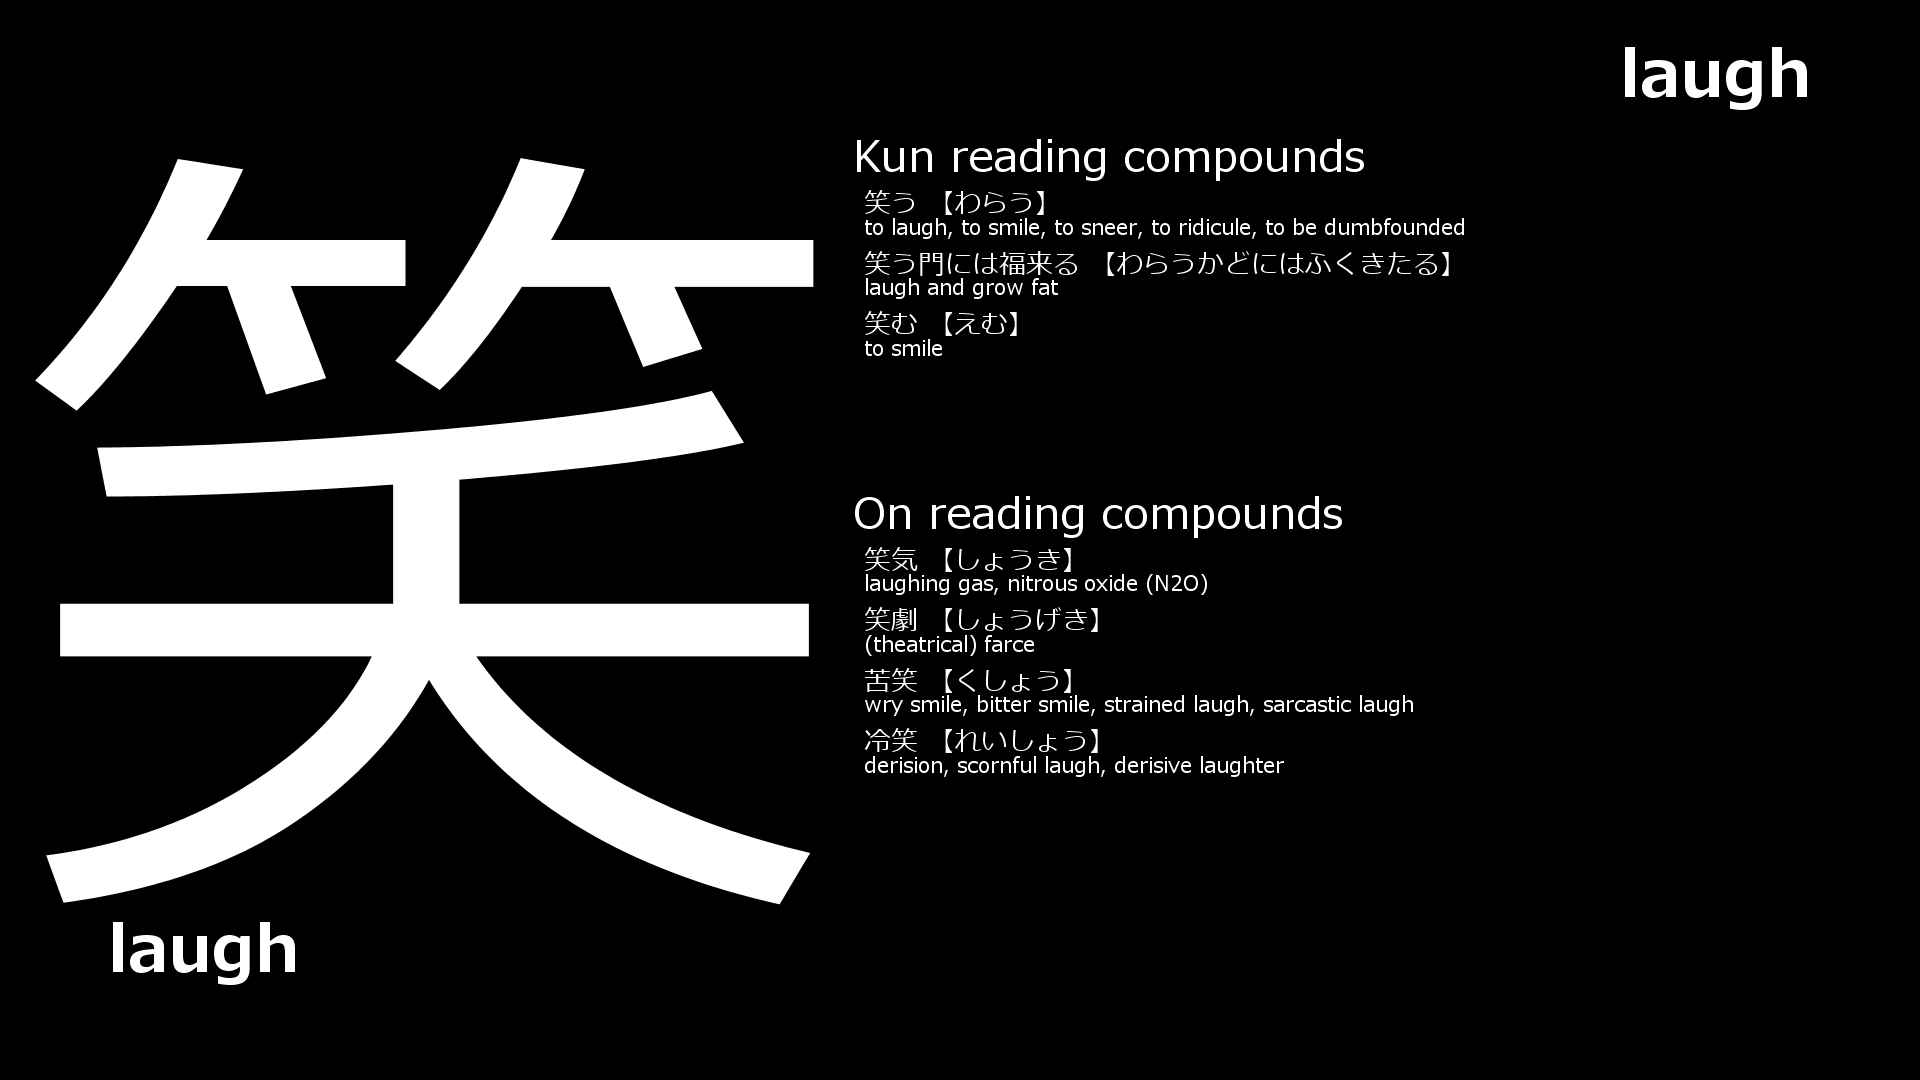 laugh
笑
Kun reading compounds
笑う 【わらう】
to laugh, to smile, to sneer, to ridicule, to be dumbfounded
笑う門には福来る 【わらうかどにはふくきたる】
laugh and grow fat
笑む 【えむ】
to smile
On reading compounds
笑気 【しょうき】
laughing gas, nitrous oxide (N2O)
笑劇 【しょうげき】
(theatrical) farce
苦笑 【くしょう】
wry smile, bitter smile, strained laugh, sarcastic laugh
冷笑 【れいしょう】
derision, scornful laugh, derisive laughter
laugh